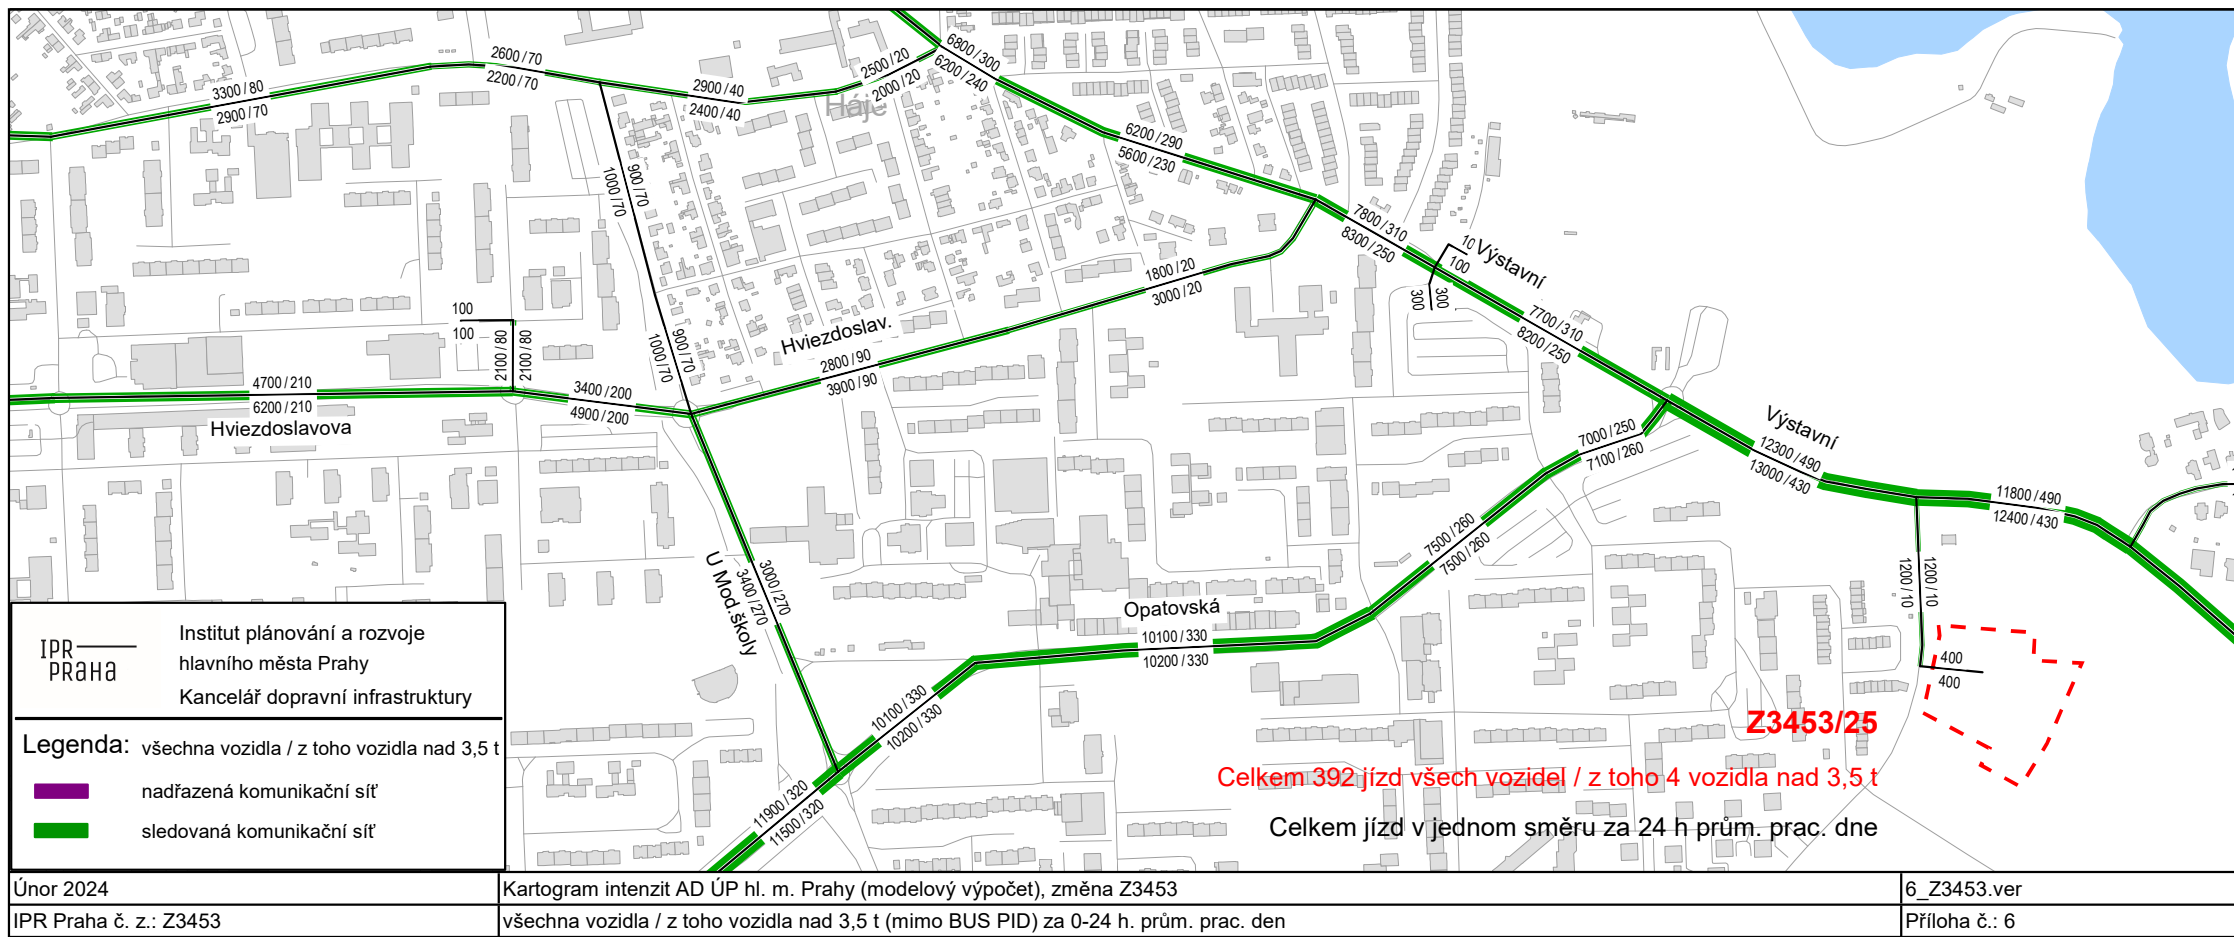 2600/70
2200/70
3300/80
2900/70
2900/40
2400/40
2500/20
2000/20
Háje
6800/300
6200/240
6200/290
5600/230
900/70
1000/70
7800/310
8300/250
10
100
Výstavní
300
300
1800/20
3000/20
7700/310
8200/250
100
100
2100/80
2100/80
900/70
1000/70
Hviezdoslav.
2800/90
3900/90
4700/210
6200/210
3400/200
4900/200
Hviezdoslavova
7000/250
7100/260
Výstavní
12300/490
13000/430
11800/490
12400/430
7500/260
7500/260
3000/270
3400/270
U Mod.školy
1200/10
1200/10
Opatovská
10100/330
10200/330
400
400
10100/330
10200/330
11900/320
11500/320
Z3453/25
Celkem 392 jízd všech vozidel / z toho 4 vozidla nad 3,5 t
Celkem jízd v jednom směru za 24 h prům. prac. dne
IPR
PRaHa
Institut plánování a rozvoje
hlavního města Prahy
Kancelář dopravní infrastruktury
Legenda: všechna vozidla / z toho vozidla nad 3,5 t
nadřazená komunikační síť
sledovaná komunikační síť
Únor 2024
Kartogram intenzit AD ÚP hl. m. Prahy (modelový výpočet), změna Z3453
6_Z3453.ver
IPR Praha č. z.: Z3453
všechna vozidla / z toho vozidla nad 3,5 t (mimo BUS PID) za 0-24 h. prům. prac. den
Příloha č.: 6